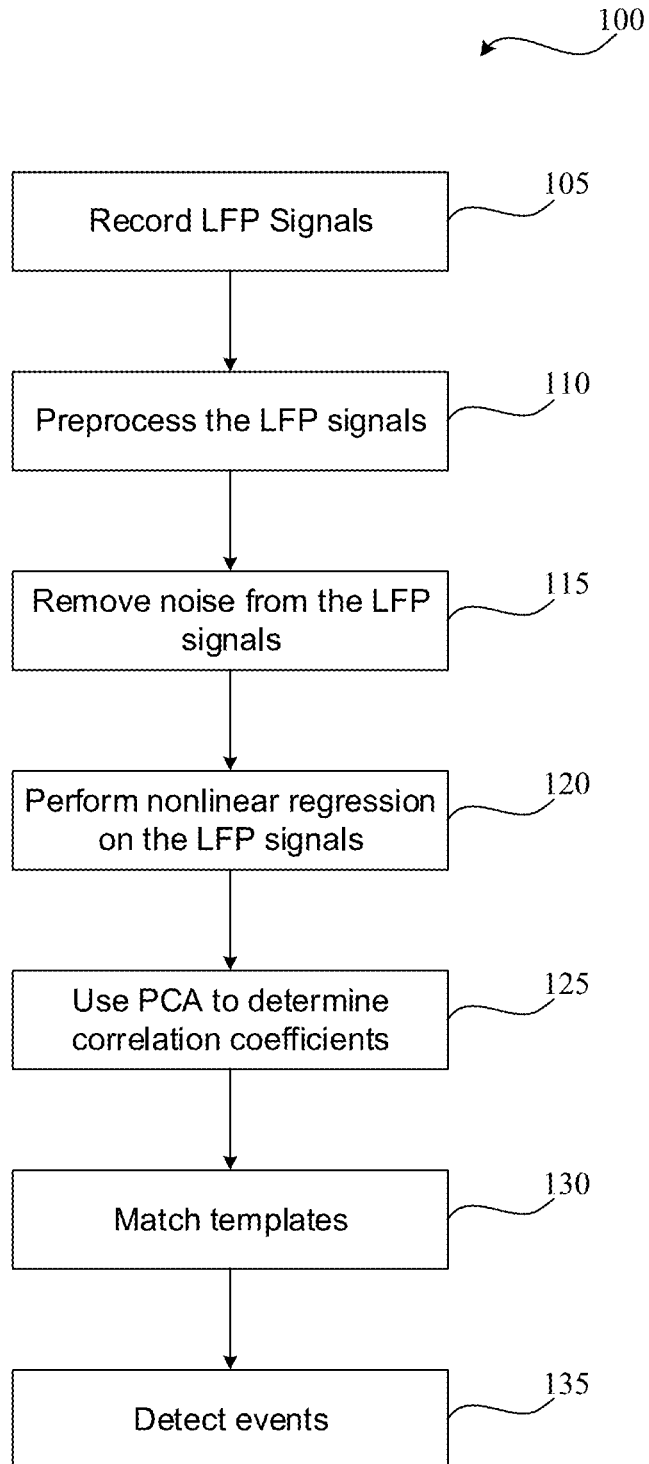 100
Record LFP Signals
105
Preprocess the LFP signals
110
Remove noise from the LFP
signals
115
Perform nonlinear regression
on the LFP signals
120
Use PCA to determine
correlation coefficients
125
Match templates
130
Detect events
135